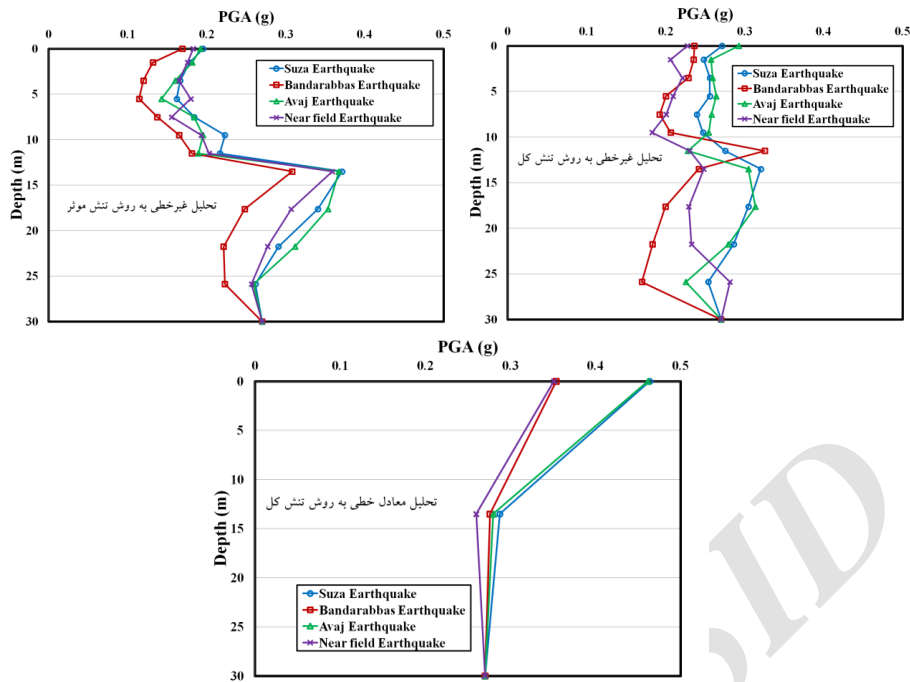 PGA (g)
0 0.1 0.2 0.3 0.4 0.5
Depth (m)
0
5
10
15
20
25
30
Suza Earthquake
Bandarabbas Earthquake
Avaj Earthquake
Near field Earthquake
تحلیل غیرخطی به روش تنش موثر
PGA (g)
0 0.1 0.2 0.3 0.4 0.5
Depth (m)
0
5
10
15
20
25
30
Suza Earthquake
Bandarabbas Earthquake
Avaj Earthquake
Near field Earthquake
تحلیل غیرخطی به روش تنش کل
PGA (g)
0 0.1 0.2 0.3 0.4 0.5
Depth (m)
0
5
10
15
20
25
30
تحلیل معادل خطی به روش تنش کل
Suza Earthquake
Bandarabbas Earthquake
Avaj Earthquake
Near field Earthquake